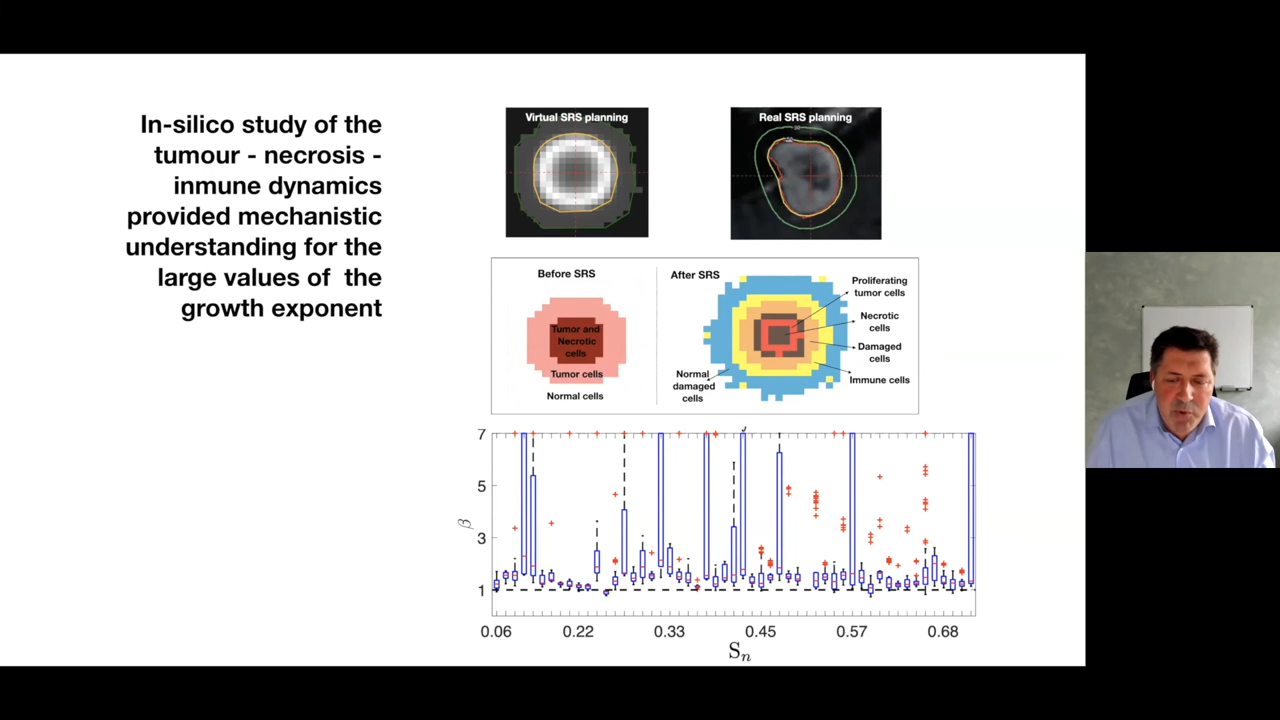 In-silico study of the
tumour - necrosis -
inmune dynamics
provided mechanistic
understanding for the
large values of the
growth exponent
Virtual SRS planning
Real SRS planning
Before SRS
Tumor and
Necrotic
cells
Tumor cells
Normal cells
After SRS
Proliferating
tumor cells
Necrotic
cells
Damaged
cells
Immune cells
Normal
damaged
cells
7
5
3
1
β
0.06 0.22 0.33 0.45 0.57 0.68
Sn